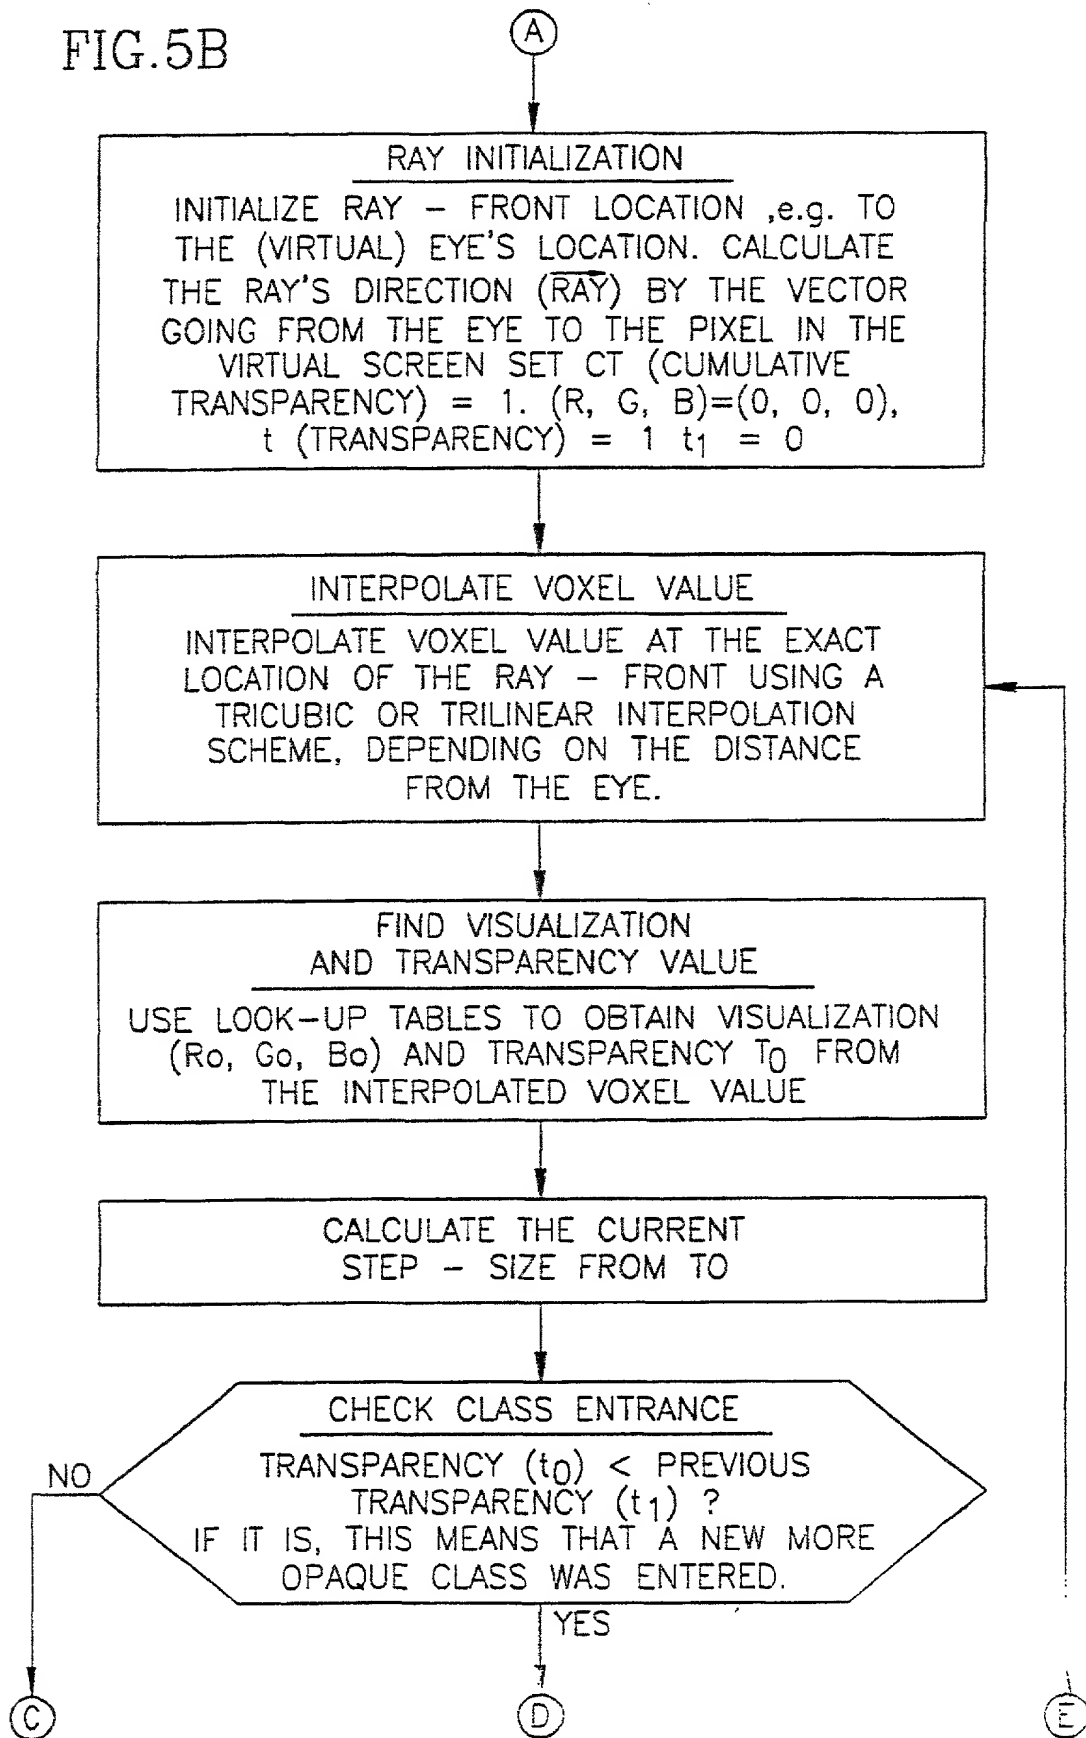 FIG.5B
A
RAY INITIALIZATION
INITIALIZE RAY – FRONT LOCATION ,e.g. TO
THE (VIRTUAL) EYE'S LOCATION. CALCULATE
THE RAY'S DIRECTION (RAY) BY THE VECTOR
GOING FROM THE EYE TO THE PIXEL IN THE
VIRTUAL SCREEN SET CT (CUMULATIVE
TRANSPARENCY) = 1. (R, G, B)=(0, 0, 0),
t (TRANSPARENCY) = 1 t₁ = 0
INTERPOLATE VOXEL VALUE
INTERPOLATE VOXEL VALUE AT THE EXACT
LOCATION OF THE RAY – FRONT USING A
TRICUBIC OR TRILINEAR INTERPOLATION
SCHEME, DEPENDING ON THE DISTANCE
FROM THE EYE.
FIND VISUALIZATION
AND TRANSPARENCY VALUE
USE LOOK–UP TABLES TO OBTAIN VISUALIZATION
(Ro, Go, Bo) AND TRANSPARENCY T₀ FROM
THE INTERPOLATED VOXEL VALUE
CALCULATE THE CURRENT
STEP – SIZE FROM TO
CHECK CLASS ENTRANCE
TRANSPARENCY (t₀) < PREVIOUS
TRANSPARENCY (t₁) ?
IF IT IS, THIS MEANS THAT A NEW MORE
OPAQUE CLASS WAS ENTERED.
NO
YES
C
D
E